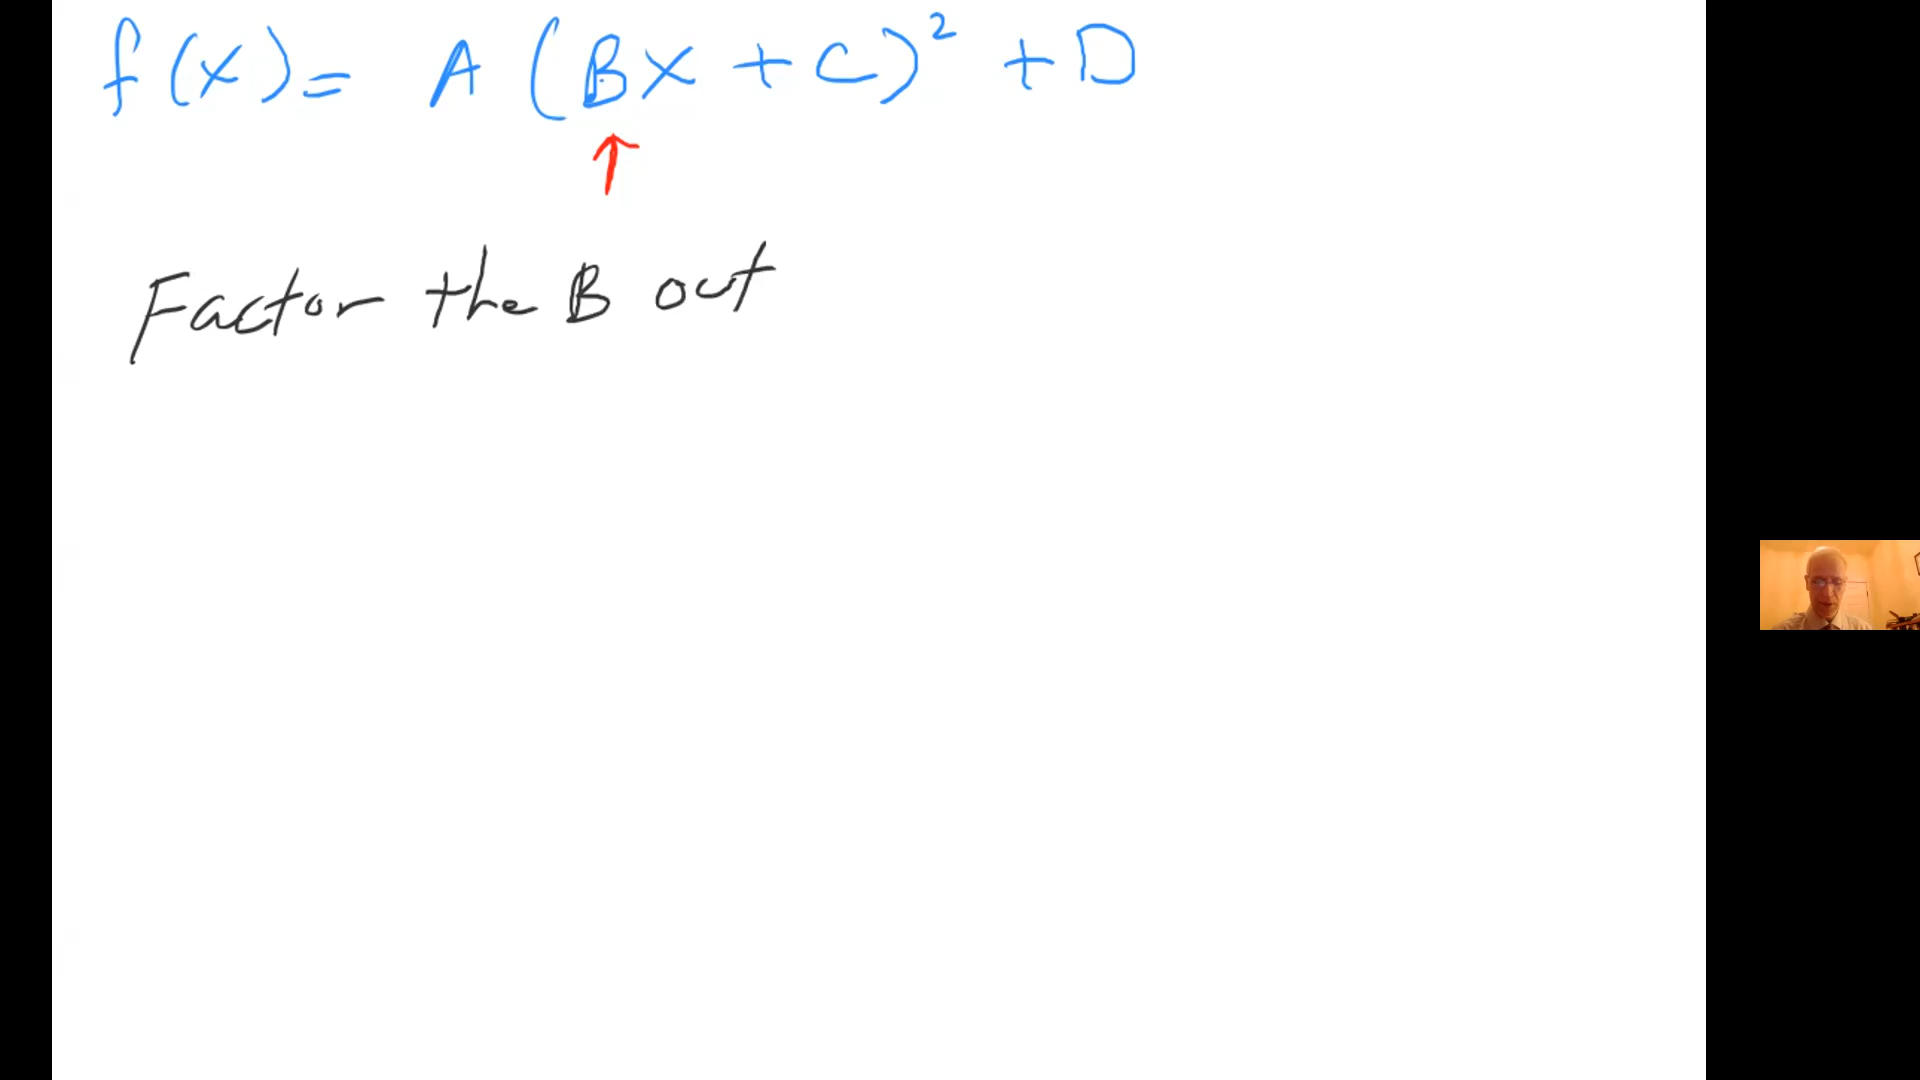 f(x) = A (Bx + C)² + D
Factor the B out